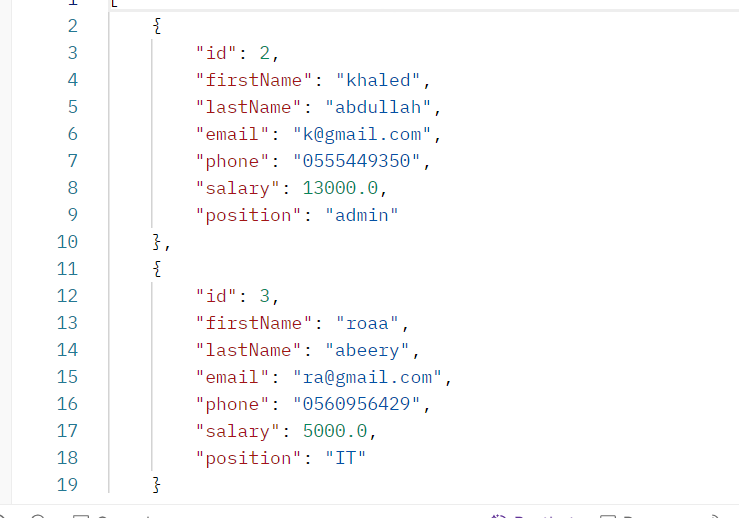 1 [
2 {
3 "id": 2,
4 "firstName": "khaled",
5 "lastName": "abdullah",
6 "email": "k@gmail.com",
7 "phone": "0555449350",
8 "salary": 13000.0,
9 "position": "admin"
10 },
11 {
12 "id": 3,
13 "firstName": "roaa",
14 "lastName": "abeery",
15 "email": "ra@gmail.com",
16 "phone": "0560956429",
17 "salary": 5000.0,
18 "position": "IT"
19 }